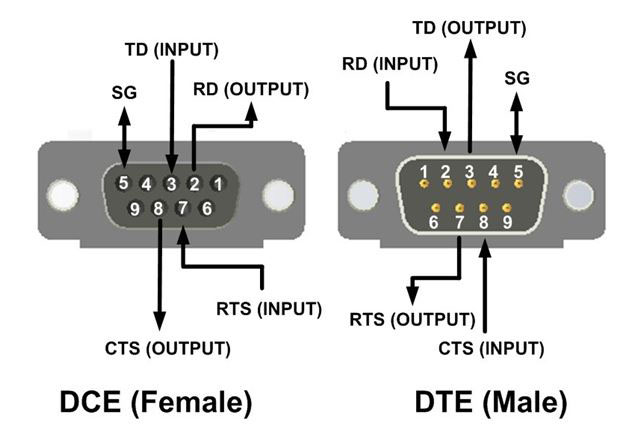 TD (INPUT)
RD (OUTPUT)
SG
5 4 3 2 1
9 8 7 6
RTS (INPUT)
CTS (OUTPUT)
DCE (Female)
TD (OUTPUT)
RD (INPUT)
SG
1 2 3 4 5
6 7 8 9
RTS (OUTPUT)
CTS (INPUT)
DTE (Male)